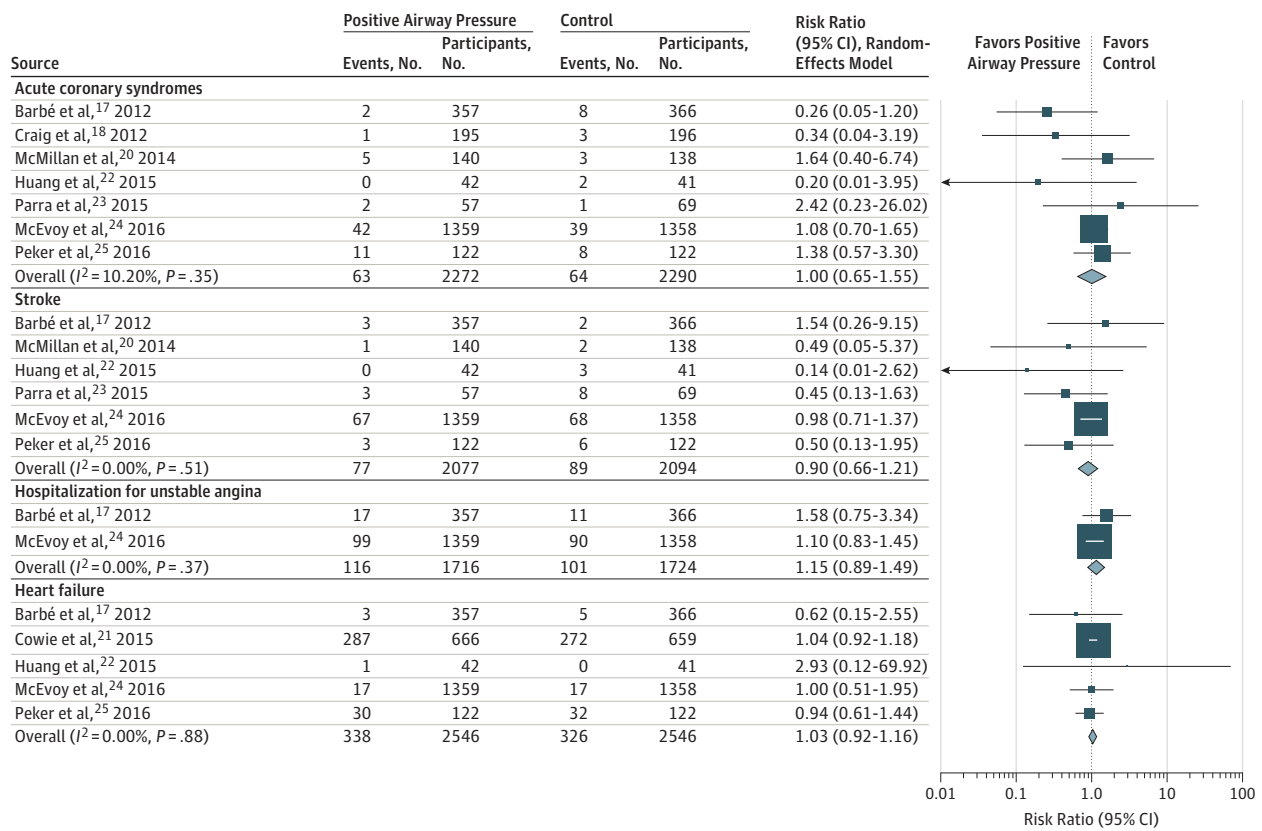 Positive Airway Pressure Control Risk Ratio
(95% CI), Random-
Effects Model
Favors Positive
Airway Pressure
Favors
Control
Source Events, No. Participants,
No. Events, No. Participants,
No.
Acute coronary syndromes
Barbé et al,17 2012 2 357 8 366 0.26 (0.05-1.20)
Craig et al,18 2012 1 195 3 196 0.34 (0.04-3.19)
McMillan et al,20 2014 5 140 3 138 1.64 (0.40-6.74)
Huang et al,22 2015 0 42 2 41 0.20 (0.01-3.95)
Parra et al,23 2015 2 57 1 69 2.42 (0.23-26.02)
McEvoy et al,24 2016 42 1359 39 1358 1.08 (0.70-1.65)
Peker et al,25 2016 11 122 8 122 1.38 (0.57-3.30)
Overall (I2=10.20%, P=.35) 63 2272 64 2290 1.00 (0.65-1.55)
Stroke
Barbé et al,17 2012 3 357 2 366 1.54 (0.26-9.15)
McMillan et al,20 2014 1 140 2 138 0.49 (0.05-5.37)
Huang et al,22 2015 0 42 3 41 0.14 (0.01-2.62)
Parra et al,23 2015 3 57 8 69 0.45 (0.13-1.63)
McEvoy et al,24 2016 67 1359 68 1358 0.98 (0.71-1.37)
Peker et al,25 2016 3 122 6 122 0.50 (0.13-1.95)
Overall (I2=0.00%, P=.51) 77 2077 89 2094 0.90 (0.66-1.21)
Hospitalization for unstable angina
Barbé et al,17 2012 17 357 11 366 1.58 (0.75-3.34)
McEvoy et al,24 2016 99 1359 90 1358 1.10 (0.83-1.45)
Overall (I2=0.00%, P=.37) 116 1716 101 1724 1.15 (0.89-1.49)
Heart failure
Barbé et al,17 2012 3 357 5 366 0.62 (0.15-2.55)
Cowie et al,21 2015 287 666 272 659 1.04 (0.92-1.18)
Huang et al,22 2015 1 42 0 41 2.93 (0.12-69.92)
McEvoy et al,24 2016 17 1359 17 1358 1.00 (0.51-1.95)
Peker et al,25 2016 30 122 32 122 0.94 (0.61-1.44)
Overall (I2=0.00%, P=.88) 338 2546 326 2546 1.03 (0.92-1.16)
0.01 0.1 1.0 10 100
Risk Ratio (95% CI)